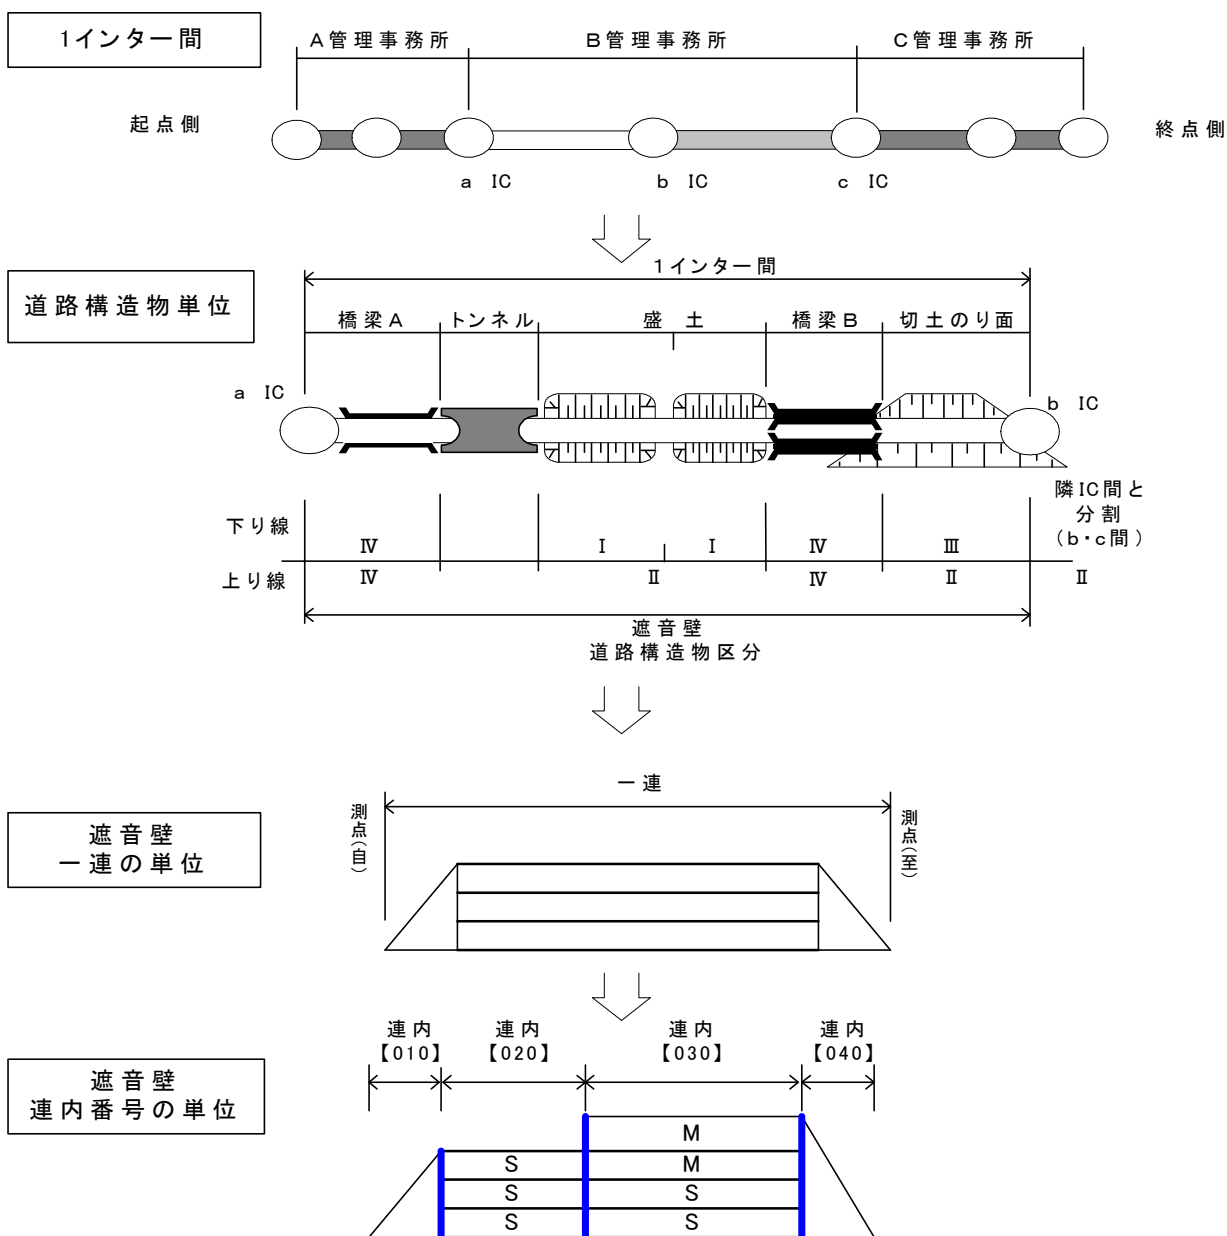 1インター間
A管理事務所
B管理事務所
C管理事務所
起点側
終点側
a IC
b IC
c IC
道路構造物単位
1インター間
橋梁A
トンネル
盛 土
橋梁B
切土のり面
a IC
b IC
隣IC間と
分割
(b・c間)
下り線
Ⅳ
Ⅰ
Ⅰ
Ⅳ
Ⅲ
上り線
Ⅳ
Ⅱ
Ⅳ
Ⅱ
Ⅱ
遮音壁
道路構造物区分
遮音壁
一連の単位
一連
測点(自)
測点(至)
遮音壁
連内番号の単位
連内
【010】
連内
【020】
連内
【030】
連内
【040】
M
S
M
S
S
S
S